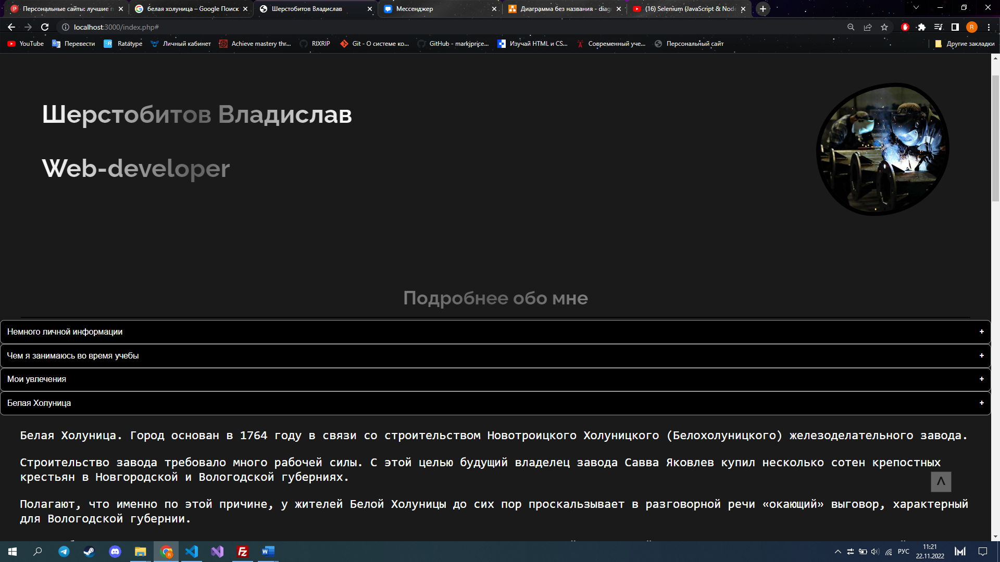 Персональные сайты: лучшие п
белая холуница – Google Поиск
Шерстобитов Владислав
Мессенджер
Диаграмма без названия - diag
(16) Selenium (JavaScript & Node
localhost:3000/index.php#
R
YouTube
Перевести
Ratatype
Личный кабинет
Achieve mastery thr...
RIXRIP
Git - О системе ко...
GitHub - markjprice...
Изучай HTML и CS...
Современный уче...
Персональный сайт
Другие закладки
Шерстобитов Владислав
Web-developer
Подробнее обо мне
Немного личной информации +
Чем я занимаюсь во время учебы +
Мои увлечения +
Белая Холуница +
Белая Холуница. Город основан в 1764 году в связи со строительством Новотроицкого Холуницкого (Белохолуницкого) железоделательного завода.
Строительство завода требовало много рабочей силы. С этой целью будущий владелец завода Савва Яковлев купил несколько сотен крепостных
крестьян в Новгородской и Вологодской губерниях.
Полагают, что именно по этой причине, у жителей Белой Холуницы до сих пор проскальзывает в разговорной речи «окающий» выговор, характерный
для Вологодской губернии.
РУС
11:21
22.11.2022